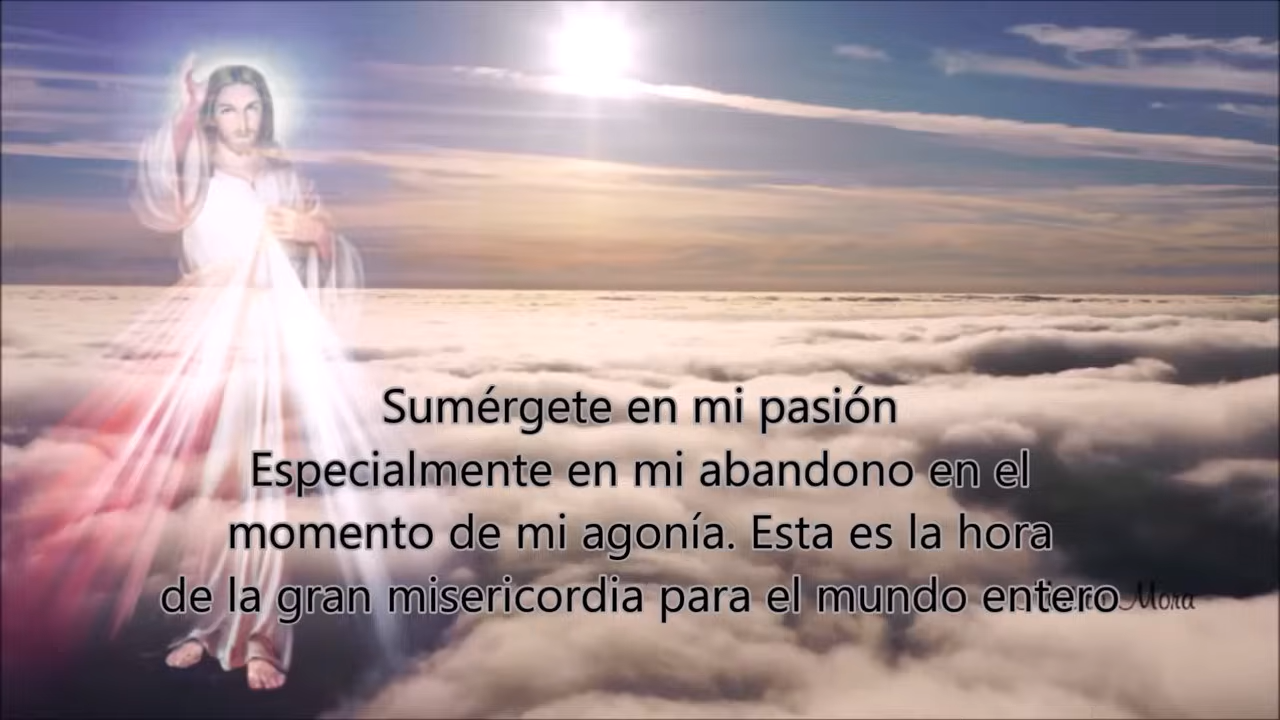 Sumérgete en mi pasión
Especialmente en mi abandono en el
momento de mi agonía. Esta es la hora
de la gran misericordia para el mundo entero
Mora